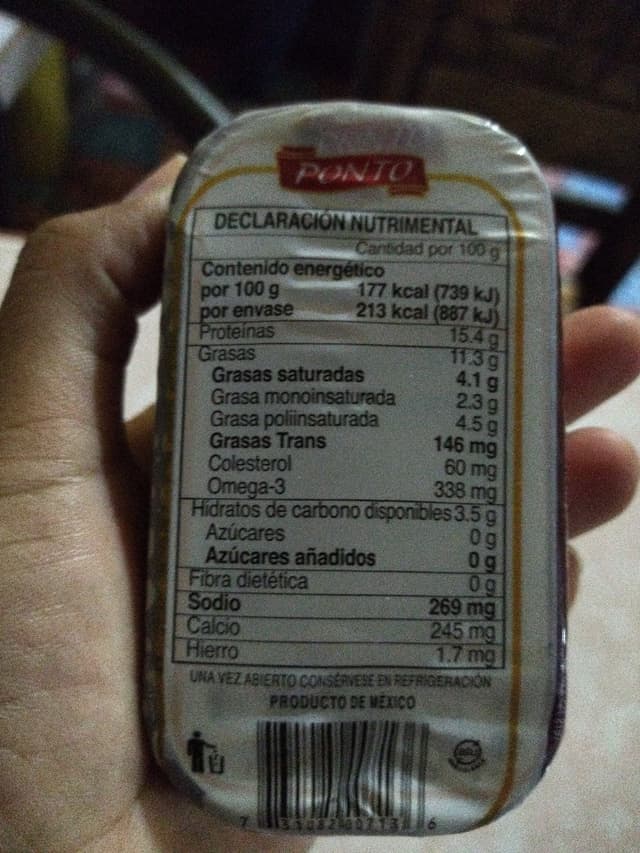 PONTO
DECLARACIÓN NUTRIMENTAL
Cantidad por 100 g
Contenido energético
por 100 g 177 kcal (739 kJ)
por envase 213 kcal (887 kJ)
Proteínas 15.4 g
Grasas 11.3 g
Grasas saturadas 4.1 g
Grasa monoinsaturada 2.3 g
Grasa poliinsaturada 4.5 g
Grasas Trans 146 mg
Colesterol 60 mg
Omega-3 338 mg
Hidratos de carbono disponibles 3.5 g
Azúcares 0 g
Azúcares añadidos 0 g
Fibra dietética 0 g
Sodio 269 mg
Calcio 245 mg
Hierro 1.7 mg
UNA VEZ ABIERTO CONSÉRVESE EN REFRIGERACIÓN
PRODUCTO DE MÉXICO